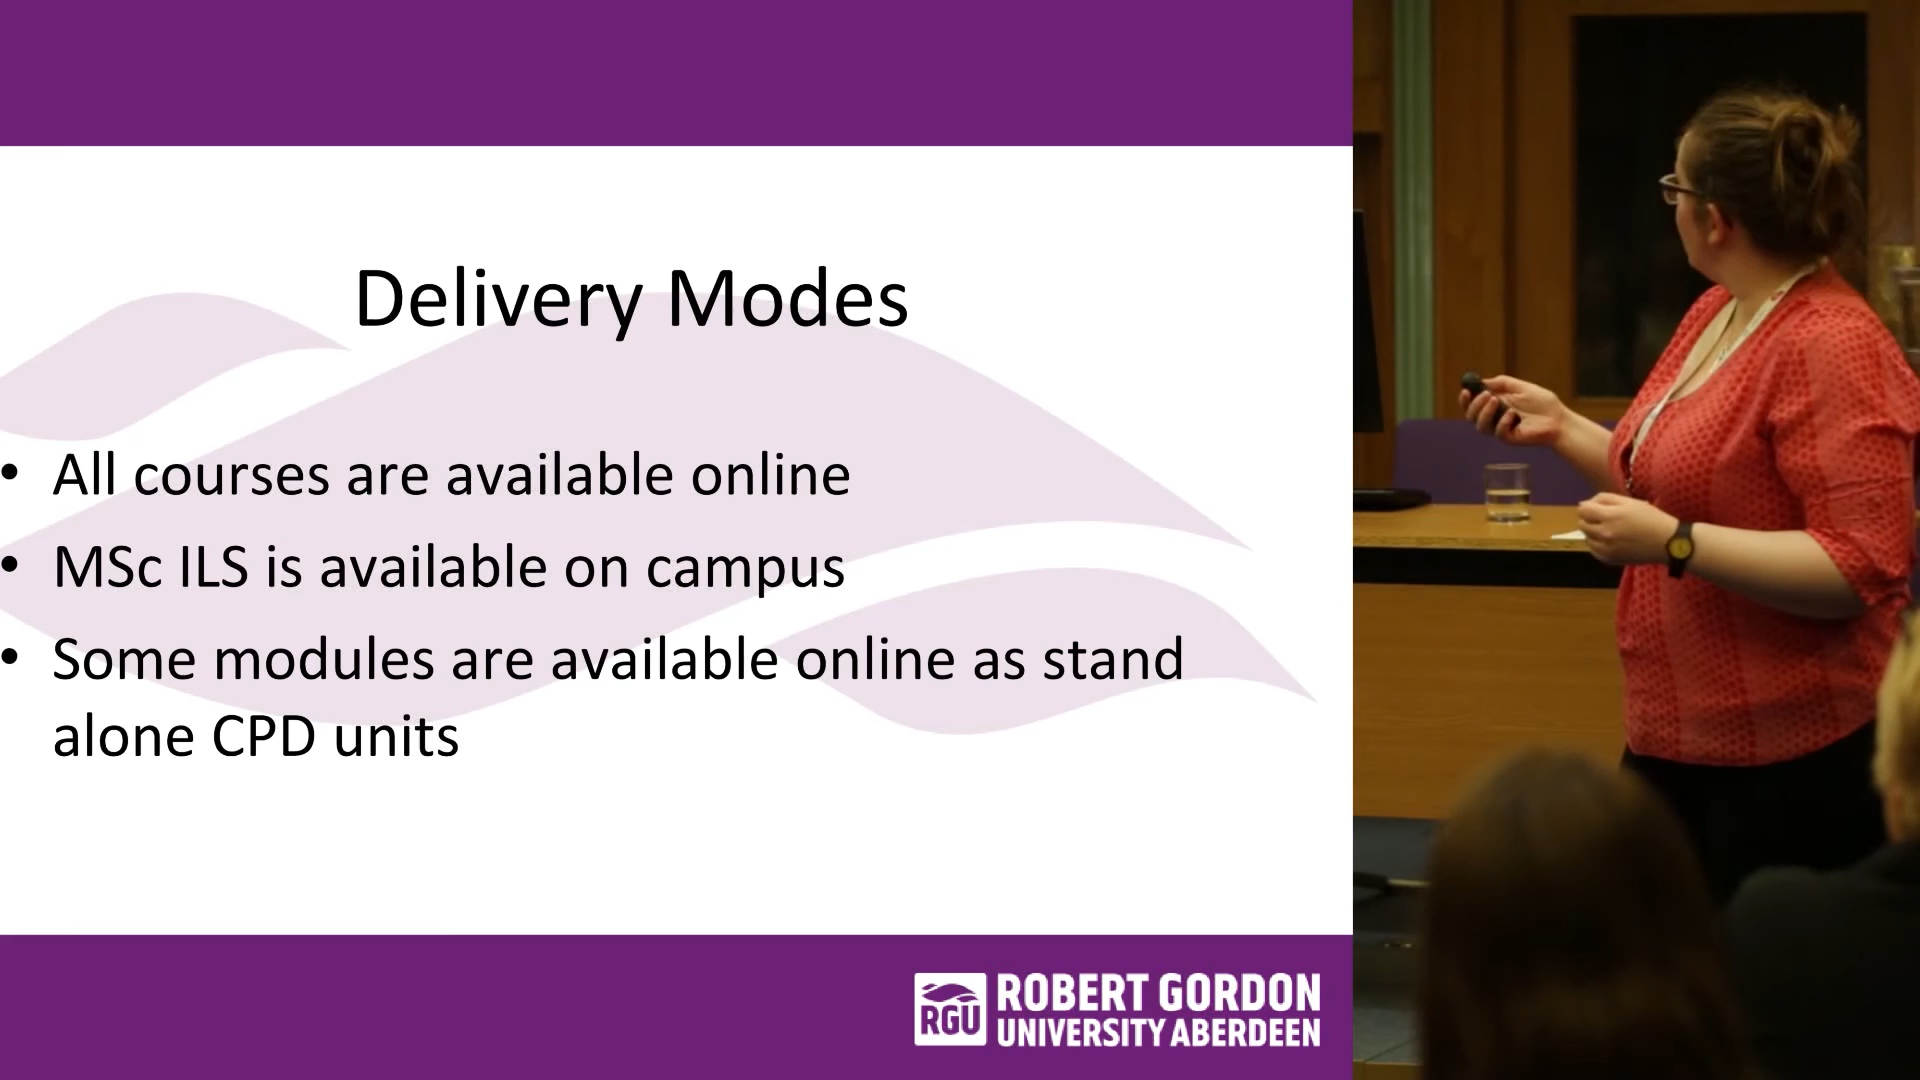 Delivery Modes
• All courses are available online
• MSc ILS is available on campus
• Some modules are available online as stand
alone CPD units
RGU
ROBERT GORDON
UNIVERSITY ABERDEEN